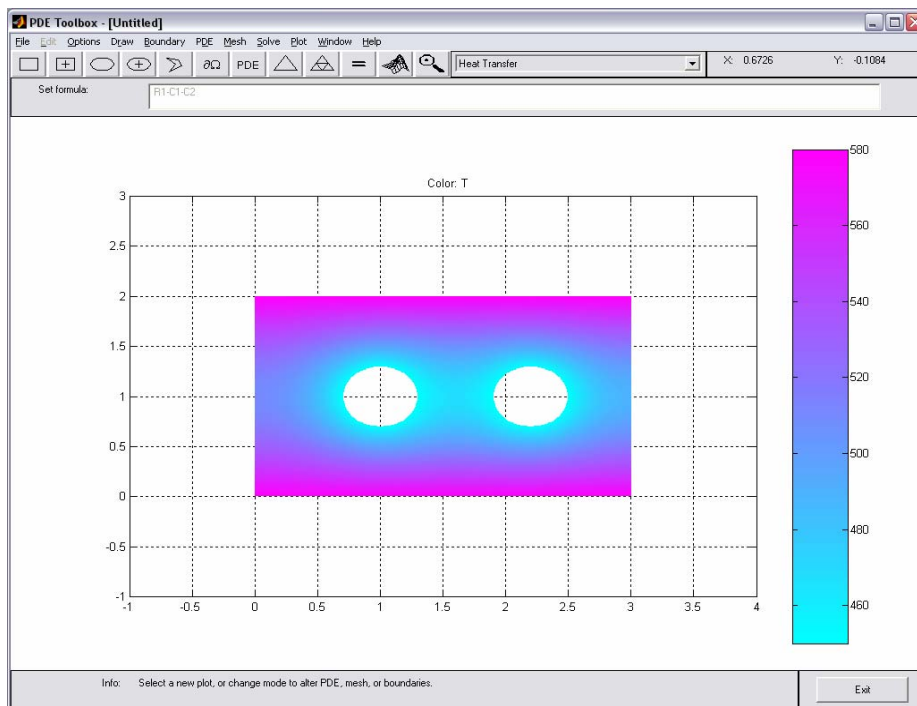 PDE Toolbox - [Untitled]
File Edit Options Draw Boundary PDE Mesh Solve Plot Window Help
∂Ω PDE = Heat Transfer X: 0.6726 Y: -0.1084
Set formula: R1-C1-C2
Color: T
3
2.5
2
1.5
1
0.5
0
-0.5
-1
-1 -0.5 0 0.5 1 1.5 2 2.5 3 3.5 4
580
560
540
520
500
480
460
Info: Select a new plot, or change mode to alter PDE, mesh, or boundaries.
Exit